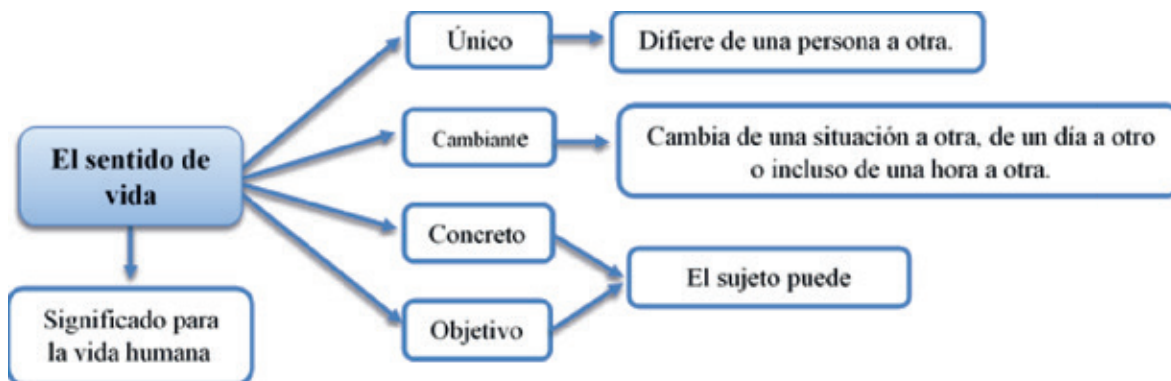 Único
Difiere de una persona a otra.
Cambiante
Cambia de una situación a otra, de un día a otro
o incluso de una hora a otra.
El sentido de
vida
Concreto
El sujeto puede
Objetivo
Significado para
la vida humana